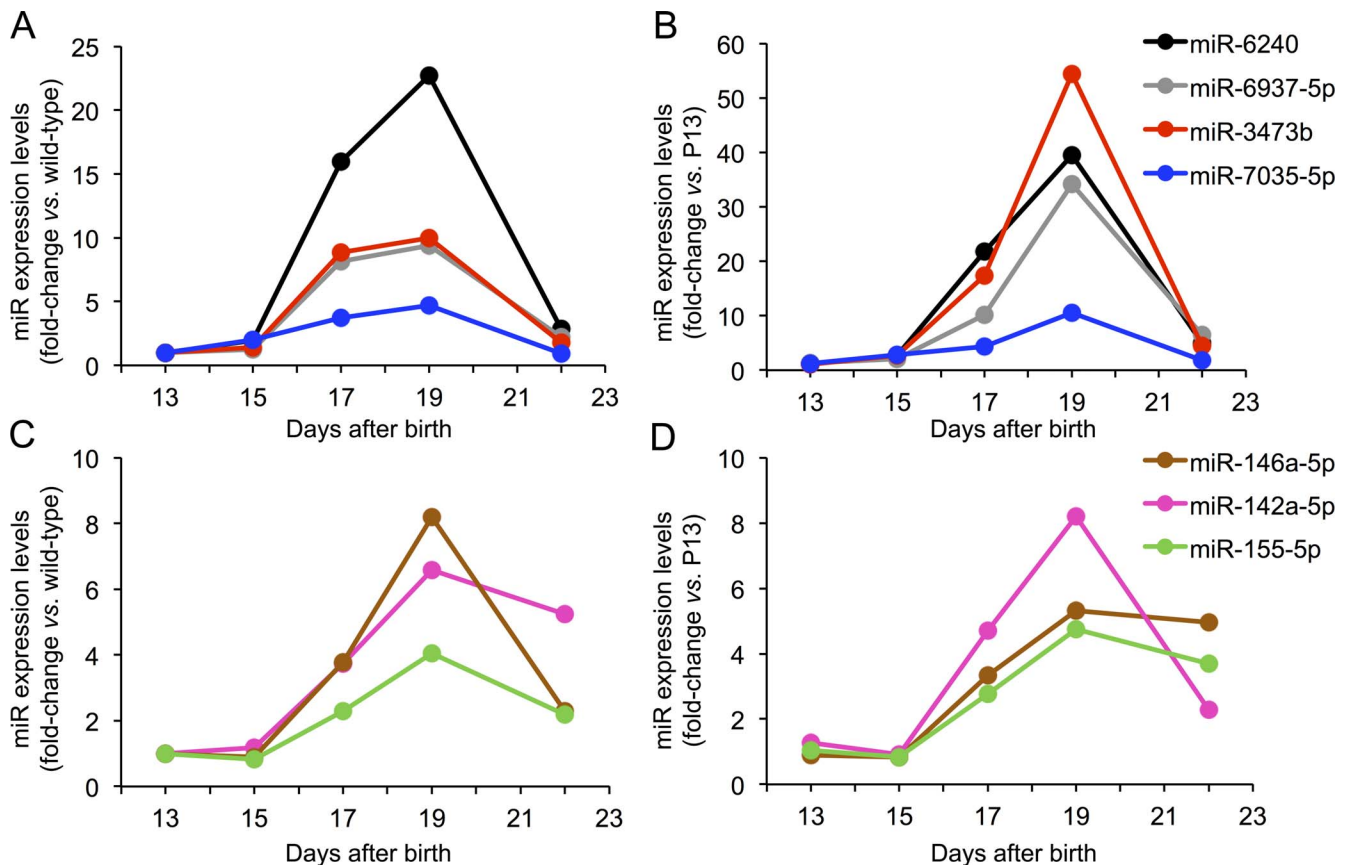 A
miR expression levels
(fold-change vs. wild-type)
25
20
15
10
5
0
13 15 17 19 21 23
Days after birth
B
miR expression levels
(fold-change vs. P13)
60
50
40
30
20
10
0
13 15 17 19 21 23
Days after birth
miR-6240
miR-6937-5p
miR-3473b
miR-7035-5p
C
miR expression levels
(fold-change vs. wild-type)
10
8
6
4
2
0
13 15 17 19 21 23
Days after birth
D
miR expression levels
(fold-change vs. P13)
10
8
6
4
2
0
13 15 17 19 21 23
Days after birth
miR-146a-5p
miR-142a-5p
miR-155-5p